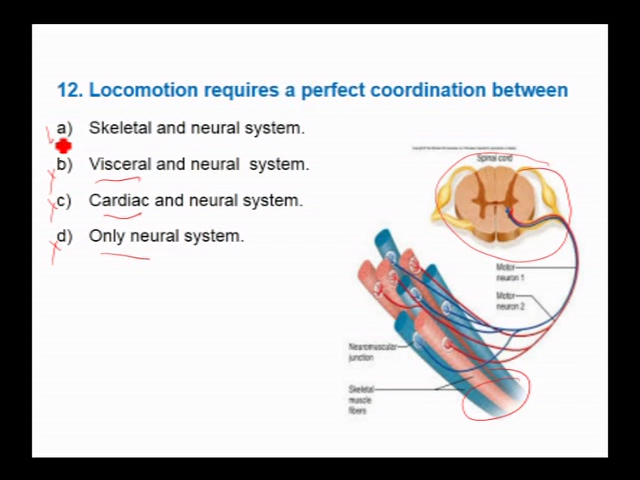 12. Locomotion requires a perfect coordination between
a) Skeletal and neural system.
b) Visceral and neural system.
c) Cardiac and neural system.
d) Only neural system.
Spinal cord
Motor
neuron 1
Motor
neuron 2
Neuromuscular
junction
Skeletal
muscle
fibers